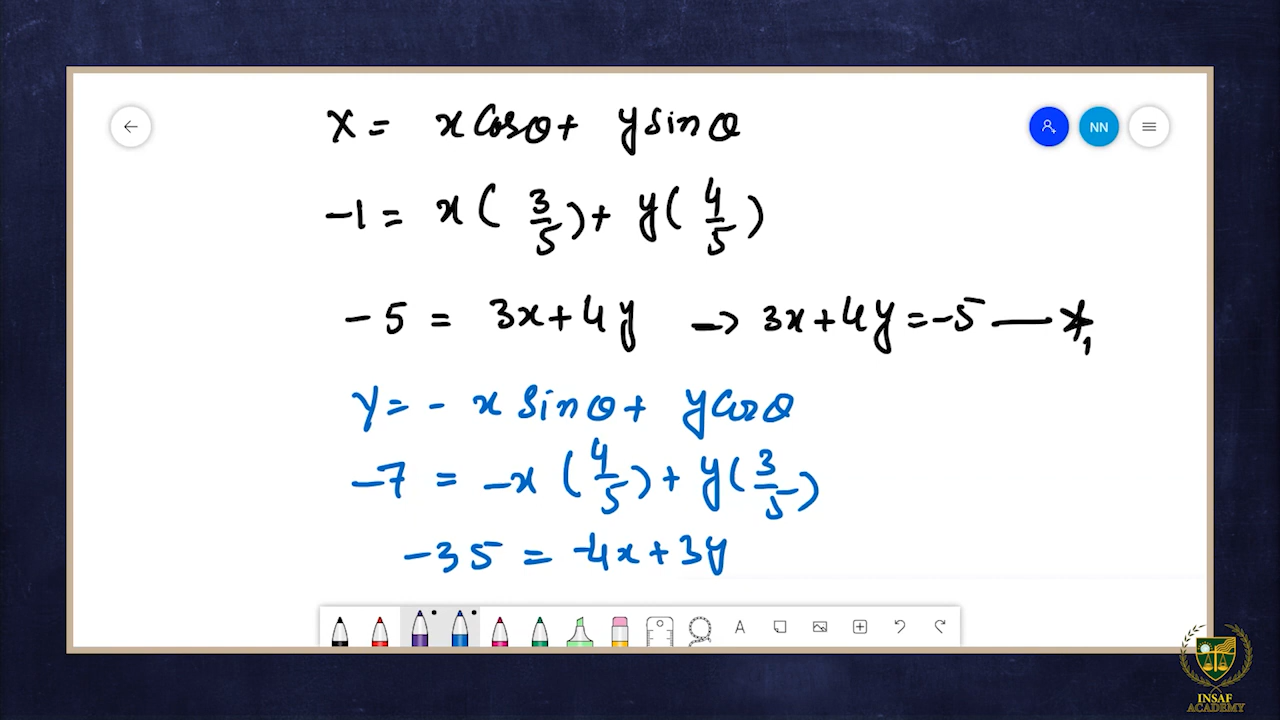 X = x Cosθ + y sinθ
NN
-1 = x ( 3/5 ) + y ( 4/5 )
-5 = 3x + 4y → 3x + 4y = -5 — *₁
Y = - x Sinθ + y Cosθ
-7 = -x ( 4/5 ) + y ( 3/5 )
-35 = -4x + 3y
A
INSAF
ACADEMY